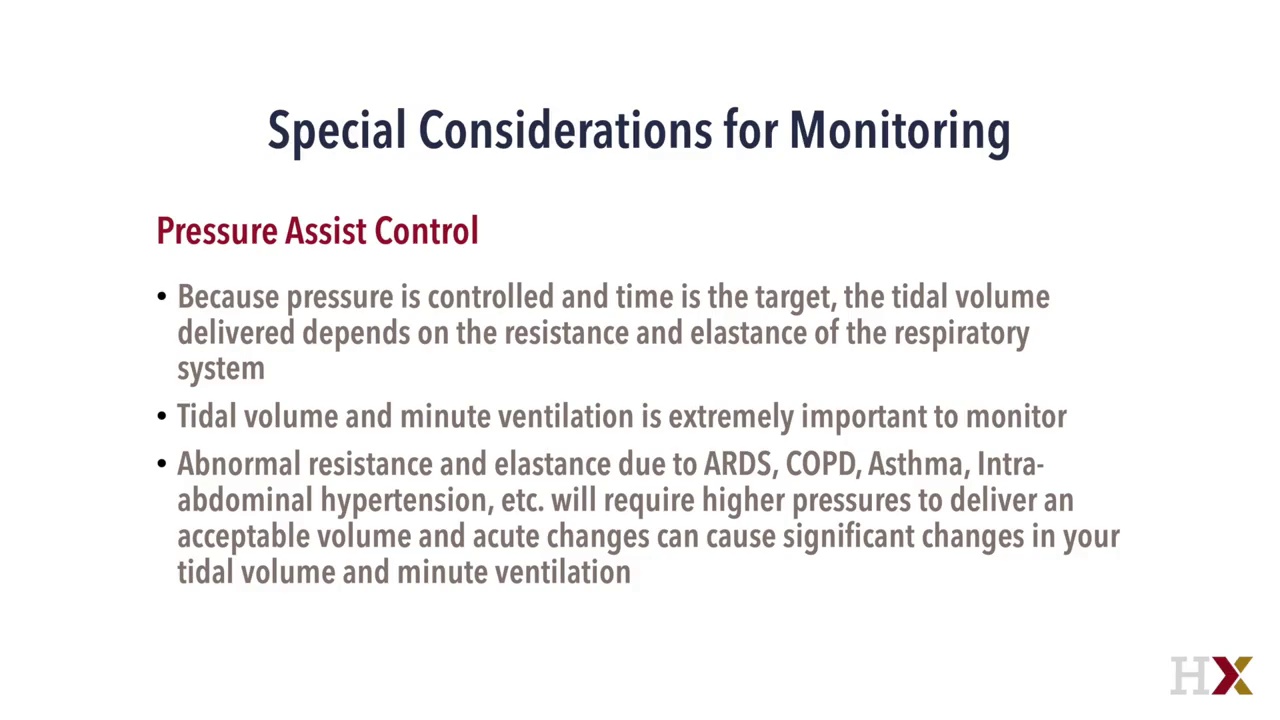 Special Considerations for Monitoring
Pressure Assist Control
• Because pressure is controlled and time is the target, the tidal volume
delivered depends on the resistance and elastance of the respiratory
system
• Tidal volume and minute ventilation is extremely important to monitor
• Abnormal resistance and elastance due to ARDS, COPD, Asthma, Intra-
abdominal hypertension, etc. will require higher pressures to deliver an
acceptable volume and acute changes can cause significant changes in your
tidal volume and minute ventilation
HX